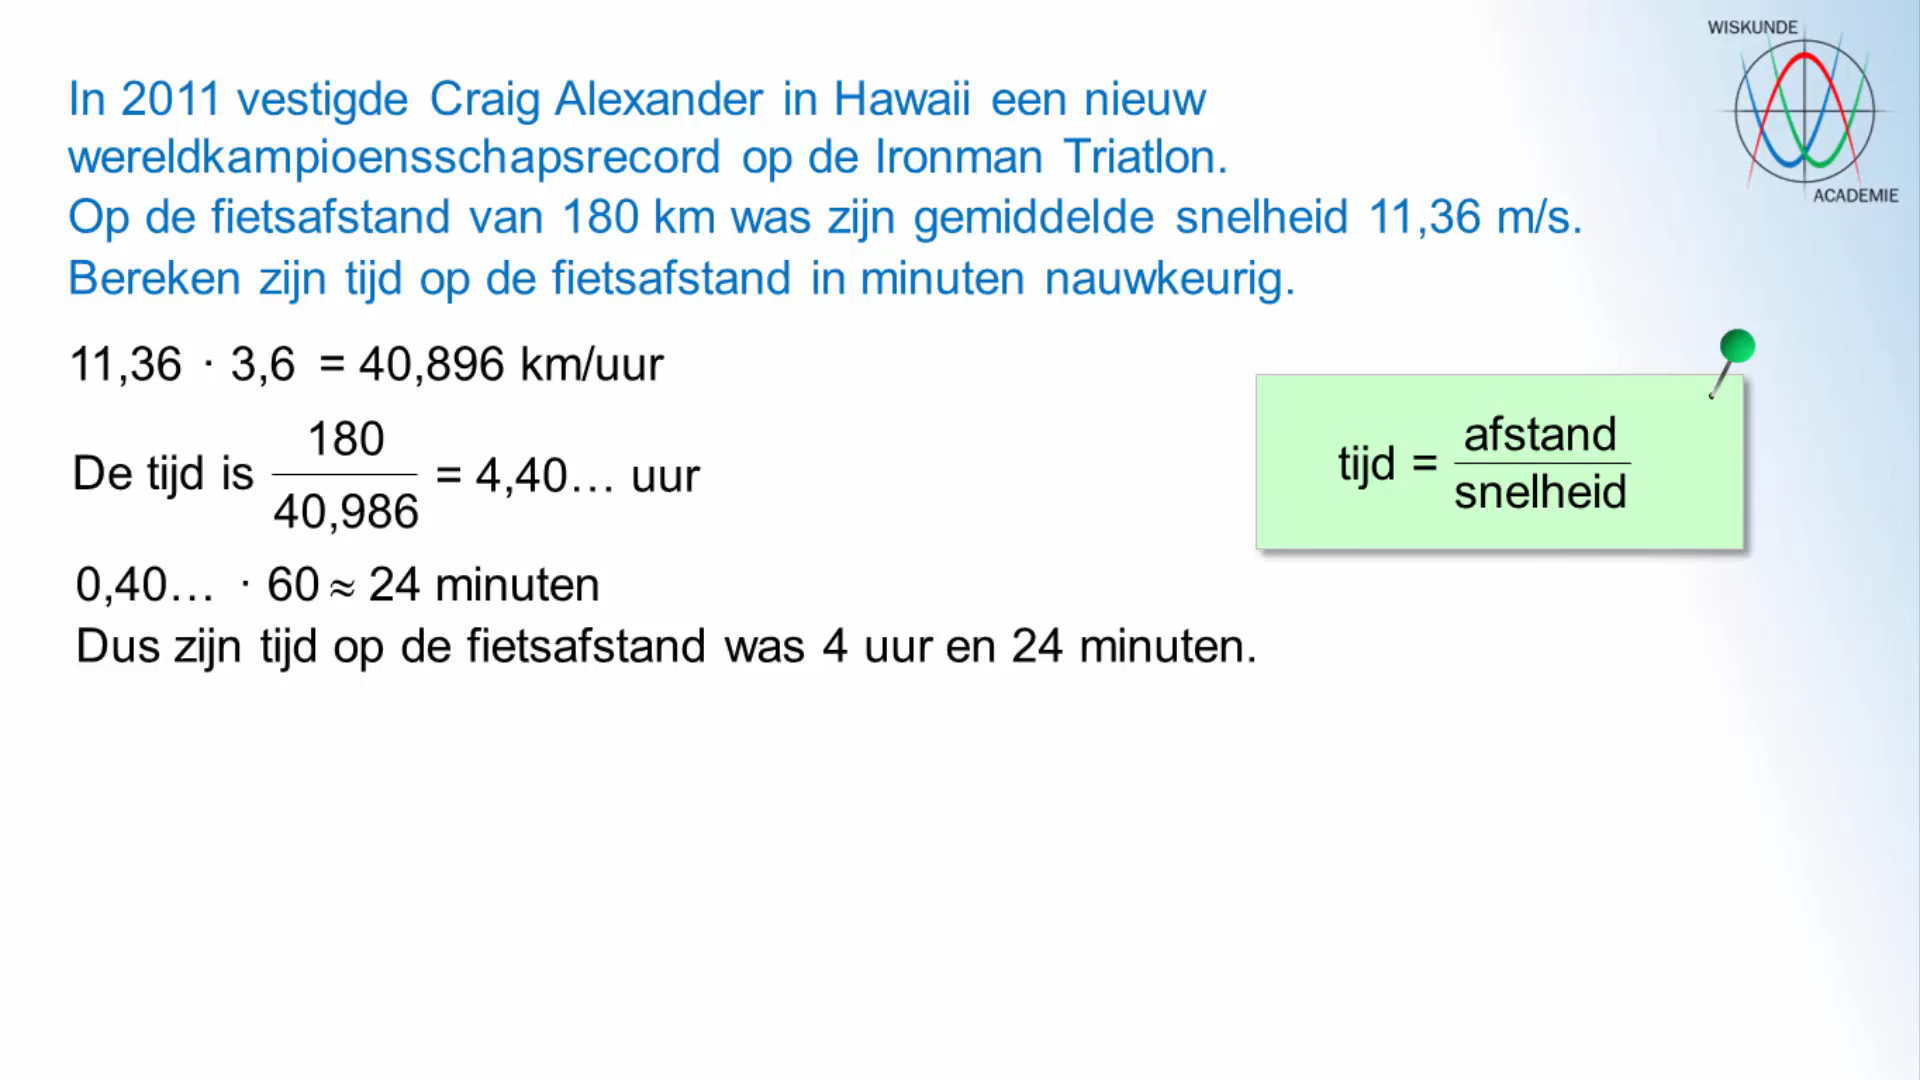 WISKUNDE
ACADEMIE
In 2011 vestigde Craig Alexander in Hawaii een nieuw
wereldkampioensschapsrecord op de Ironman Triatlon.
Op de fietsafstand van 180 km was zijn gemiddelde snelheid 11,36 m/s.
Bereken zijn tijd op de fietsafstand in minuten nauwkeurig.
11,36 · 3,6 = 40,896 km/uur
De tijd is 180/40,986 = 4,40… uur
tijd = afstand/snelheid
0,40… · 60 ≈ 24 minuten
Dus zijn tijd op de fietsafstand was 4 uur en 24 minuten.